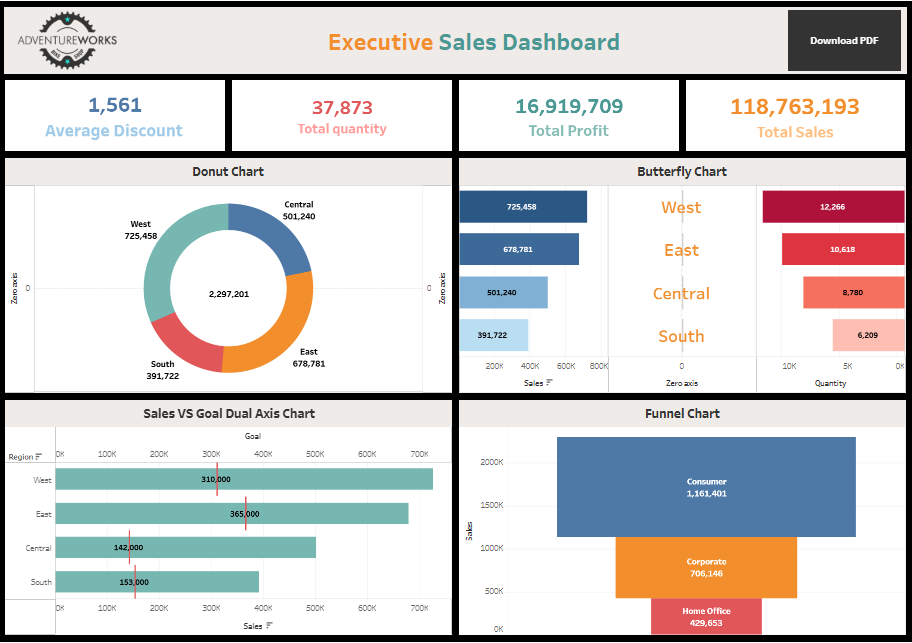 ADVENTUREWORKS
BIKE SHOP
Executive Sales Dashboard
Download PDF
1,561
Average Discount
37,873
Total quantity
16,919,709
Total Profit
118,763,193
Total Sales
Donut Chart
Central
501,240
West
725,458
2,297,201
East
678,781
South
391,722
Zero axis
0
0
Zero axis
Butterfly Chart
725,458
West
12,266
678,781
East
10,618
501,240
Central
8,780
391,722
South
6,209
200K 400K 600K 800K
0
10K 5K 0K
Sales
Zero axis
Quantity
Sales VS Goal Dual Axis Chart
Goal
Region
0K 100K 200K 300K 400K 500K 600K 700K
West
310,000
East
365,000
Central
142,000
South
153,000
0K 100K 200K 300K 400K 500K 600K 700K
Sales
Funnel Chart
Sales
2000K
1500K
1000K
500K
0K
Consumer
1,161,401
Corporate
706,146
Home Office
429,653